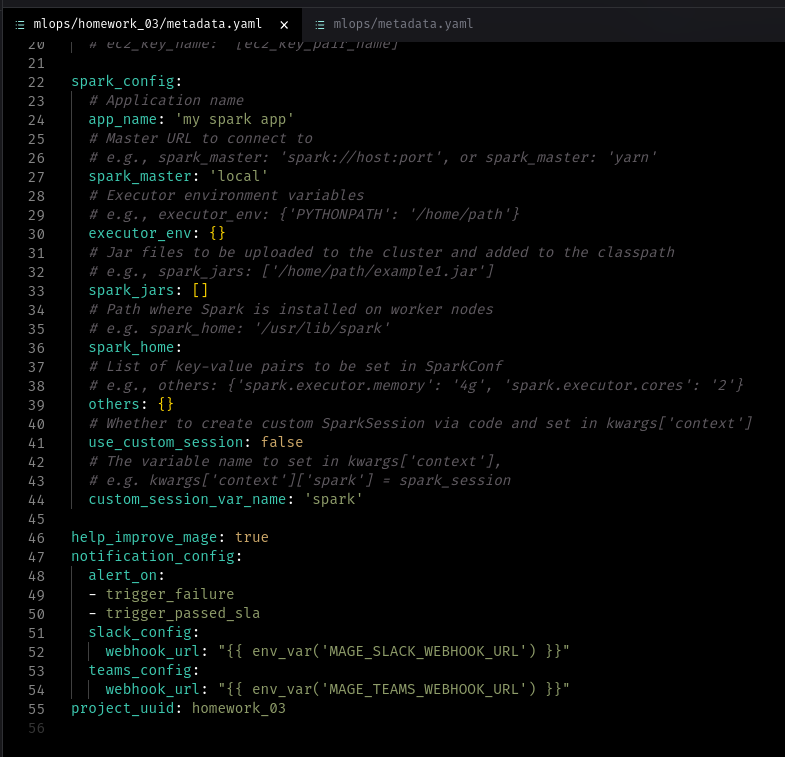 mlops/homework_03/metadata.yaml ×
mlops/metadata.yaml
20 # ec2_key_name: '[ec2_key_pair_name]
21
22 spark_config:
23 # Application name
24 app_name: 'my spark app'
25 # Master URL to connect to
26 # e.g., spark_master: 'spark://host:port', or spark_master: 'yarn'
27 spark_master: 'local'
28 # Executor environment variables
29 # e.g., executor_env: {'PYTHONPATH': '/home/path'}
30 executor_env: {}
31 # Jar files to be uploaded to the cluster and added to the classpath
32 # e.g., spark_jars: ['/home/path/example1.jar']
33 spark_jars: []
34 # Path where Spark is installed on worker nodes
35 # e.g. spark_home: '/usr/lib/spark'
36 spark_home:
37 # List of key-value pairs to be set in SparkConf
38 # e.g., others: {'spark.executor.memory': '4g', 'spark.executor.cores': '2'}
39 others: {}
40 # Whether to create custom SparkSession via code and set in kwargs['context']
41 use_custom_session: false
42 # The variable name to set in kwargs['context'],
43 # e.g. kwargs['context']['spark'] = spark_session
44 custom_session_var_name: 'spark'
45
46 help_improve_mage: true
47 notification_config:
48 alert_on:
49 - trigger_failure
50 - trigger_passed_sla
51 slack_config:
52 webhook_url: "{{ env_var('MAGE_SLACK_WEBHOOK_URL') }}"
53 teams_config:
54 webhook_url: "{{ env_var('MAGE_TEAMS_WEBHOOK_URL') }}"
55 project_uuid: homework_03
56